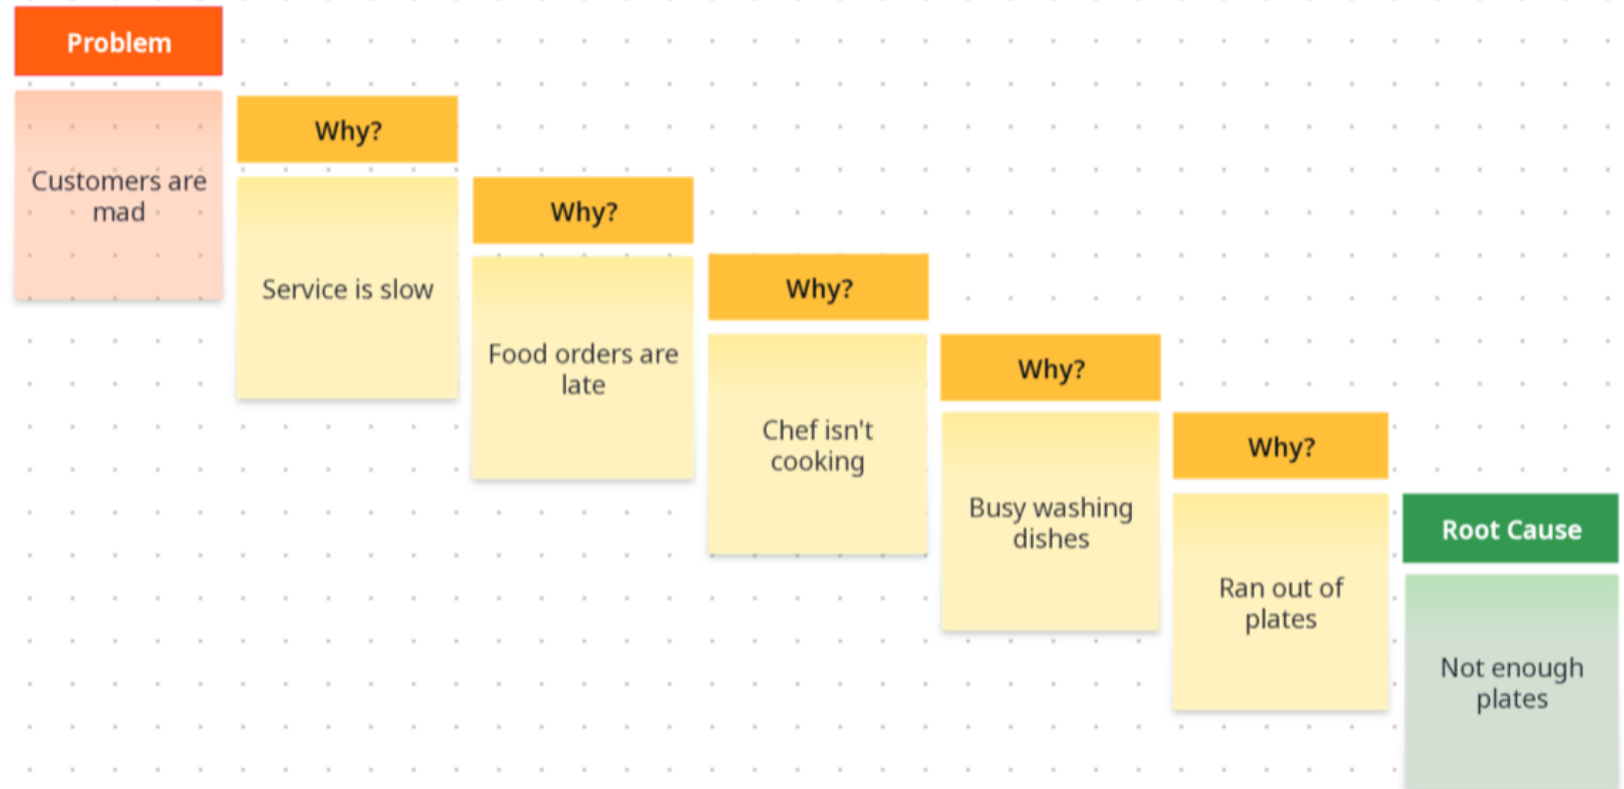 Problem
Customers are
mad
Why?
Service is slow
Why?
Food orders are
late
Why?
Chef isn't
cooking
Why?
Busy washing
dishes
Why?
Ran out of
plates
Root Cause
Not enough
plates